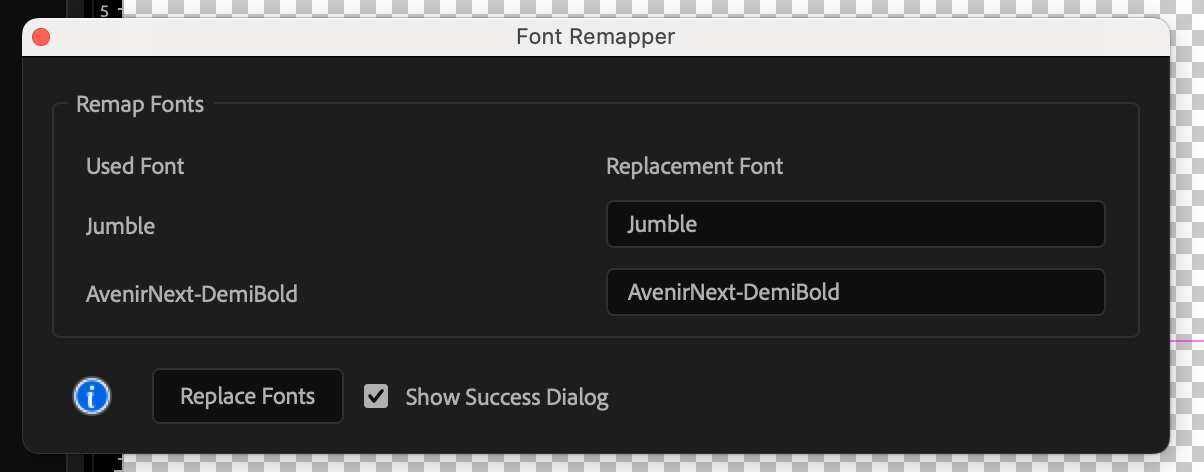 5
Font Remapper
Remap Fonts
Used Font Replacement Font
Jumble Jumble
AvenirNext-DemiBold AvenirNext-DemiBold
i Replace Fonts Show Success Dialog